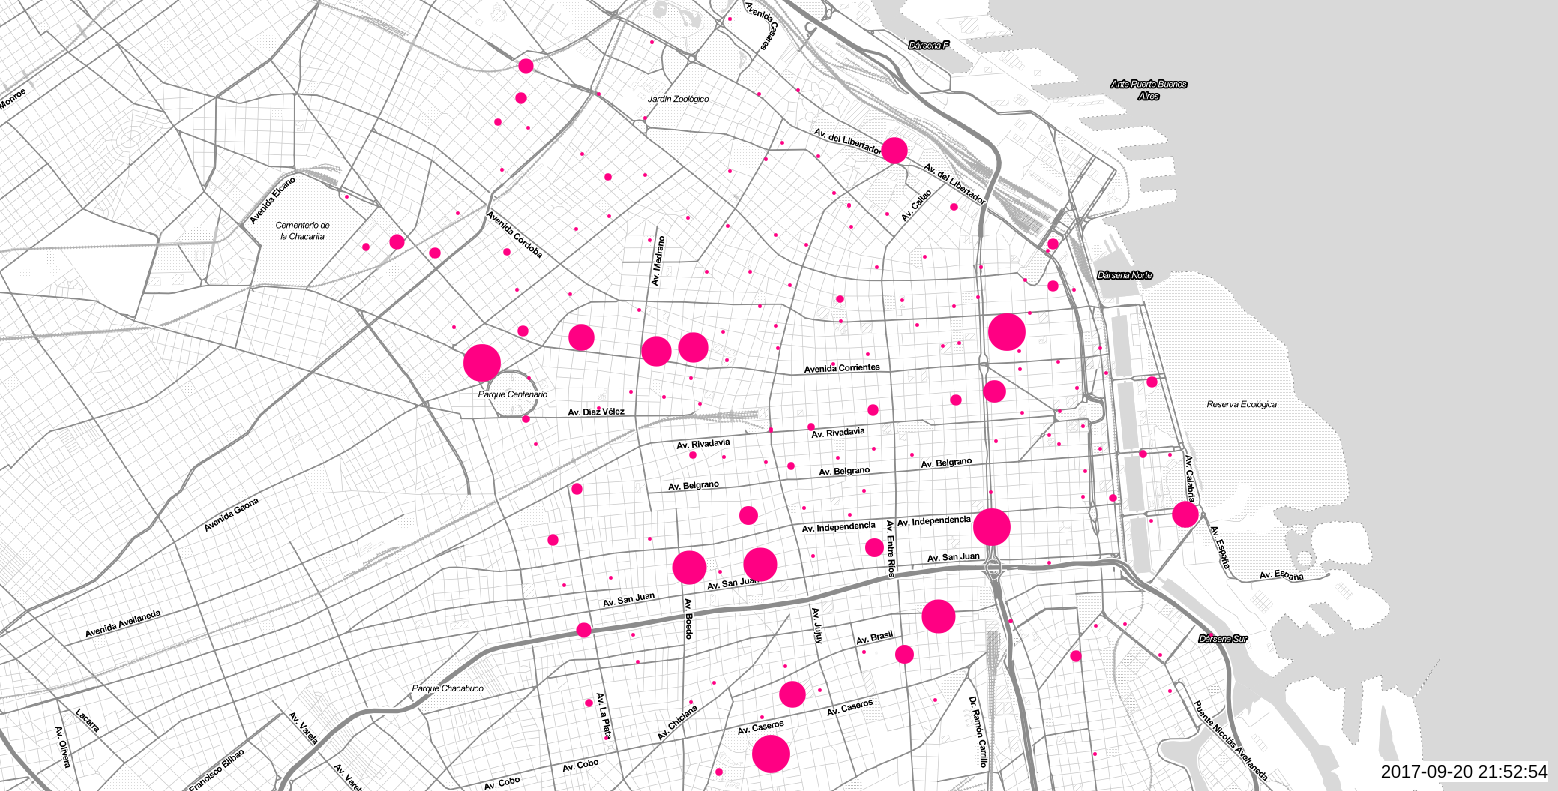 Avenida Casares
Dársena F
Monroe
Jardín Zoológico
Ante Puerto Buenos
Aires
Av. del Libertador
Av. del Libertador
Avenida Elcano
Av. Callao
Cementerio de
la Chacarita
Avenida Córdoba
Av. Medrano
Dársena Norte
Avenida Corrientes
Parque Centenario
Av. Díaz Vélez
Reserva Ecológica
Av. Rivadavia
Av. Rivadavia
Av. Belgrano
Av. Belgrano
Av. Belgrano
Av. Calabria
Avenida Gaona
Av. Independencia
Av. Independencia
Av. Entre Ríos
Av. España
Av. San Juan
Av. España
Av. San Juan
Av. San Juan
Avenida Avellaneda
Av. Boedo
Av. Jujuy
Av. Brasil
Dársena Sur
Parque Chacabuco
Av. La Plata
Av. Chiclana
Av. Caseros
Av. Caseros
Dr. Ramón Carrillo
Puente Nicolás Avellaneda
Lacarra
Av. Olivera
Av. Varela
Francisco Bilbao
Av. Cobo
Av. Cobo
2017-09-20 21:52:54